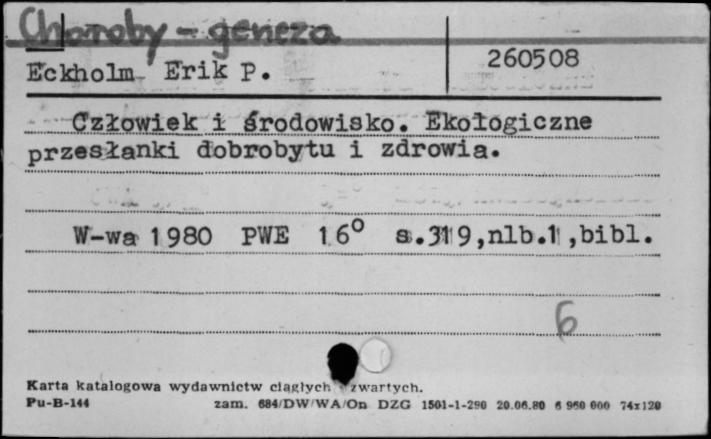 Choroby - geneza
260508
Eckholm Erik P.
Człowiek i środowisko. Ekologiczne
przesłanki dobrobytu i zdrowia.
W-wa 1980 PWE 16° s.319,nlb.1,bibl.
6
Karta katalogowa wydawnictw ciągłych i zwartych.
Pu-B-144 zam. 684/DW/WA/On DZG 1501-1-290 20.06.80 6 960 000 74x120